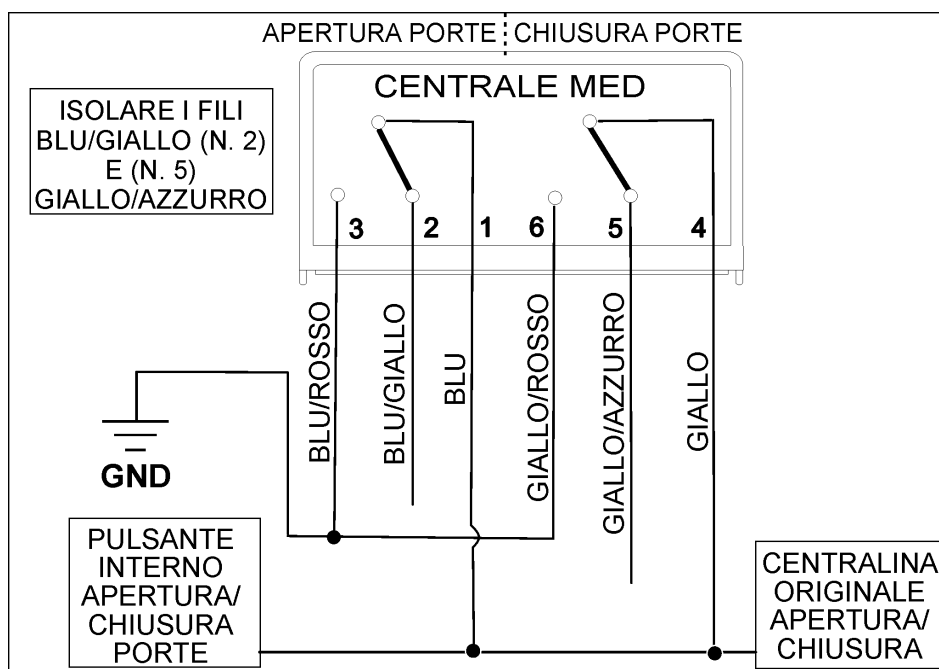 APERTURA PORTE CHIUSURA PORTE
CENTRALE MED
ISOLARE I FILI
BLU/GIALLO (N. 2)
E (N. 5)
GIALLO/AZZURRO
3 2 1 6 5 4
BLU/ROSSO
BLU/GIALLO
BLU
GIALLO/ROSSO
GIALLO/AZZURRO
GIALLO
GND
PULSANTE
INTERNO
APERTURA/
CHIUSURA
PORTE
CENTRALINA
ORIGINALE
APERTURA/
CHIUSURA